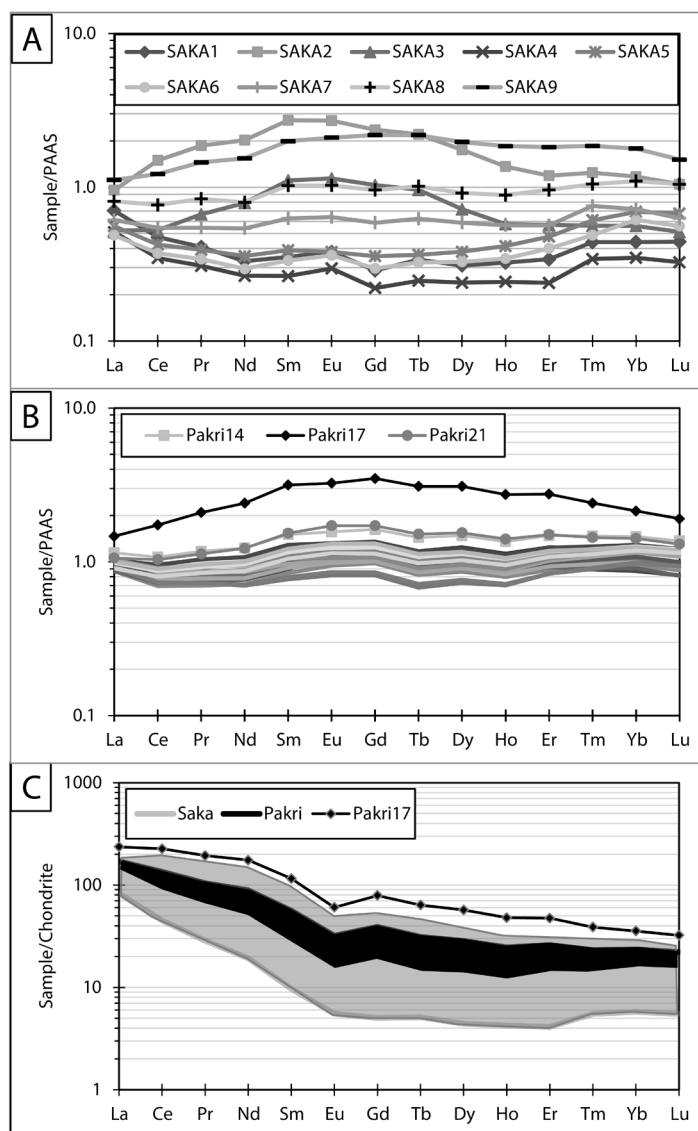 A
10.0
SAKA1 SAKA2 SAKA3 SAKA4 SAKA5
SAKA6 SAKA7 SAKA8 SAKA9
Sample/PAAS
1.0
0.1
La Ce Pr Nd Sm Eu Gd Tb Dy Ho Er Tm Yb Lu
B
10.0
Pakri14 Pakri17 Pakri21
Sample/PAAS
1.0
0.1
La Ce Pr Nd Sm Eu Gd Tb Dy Ho Er Tm Yb Lu
C
1000
Saka Pakri Pakri17
Sample/Chondrite
100
10
1
La Ce Pr Nd Sm Eu Gd Tb Dy Ho Er Tm Yb Lu